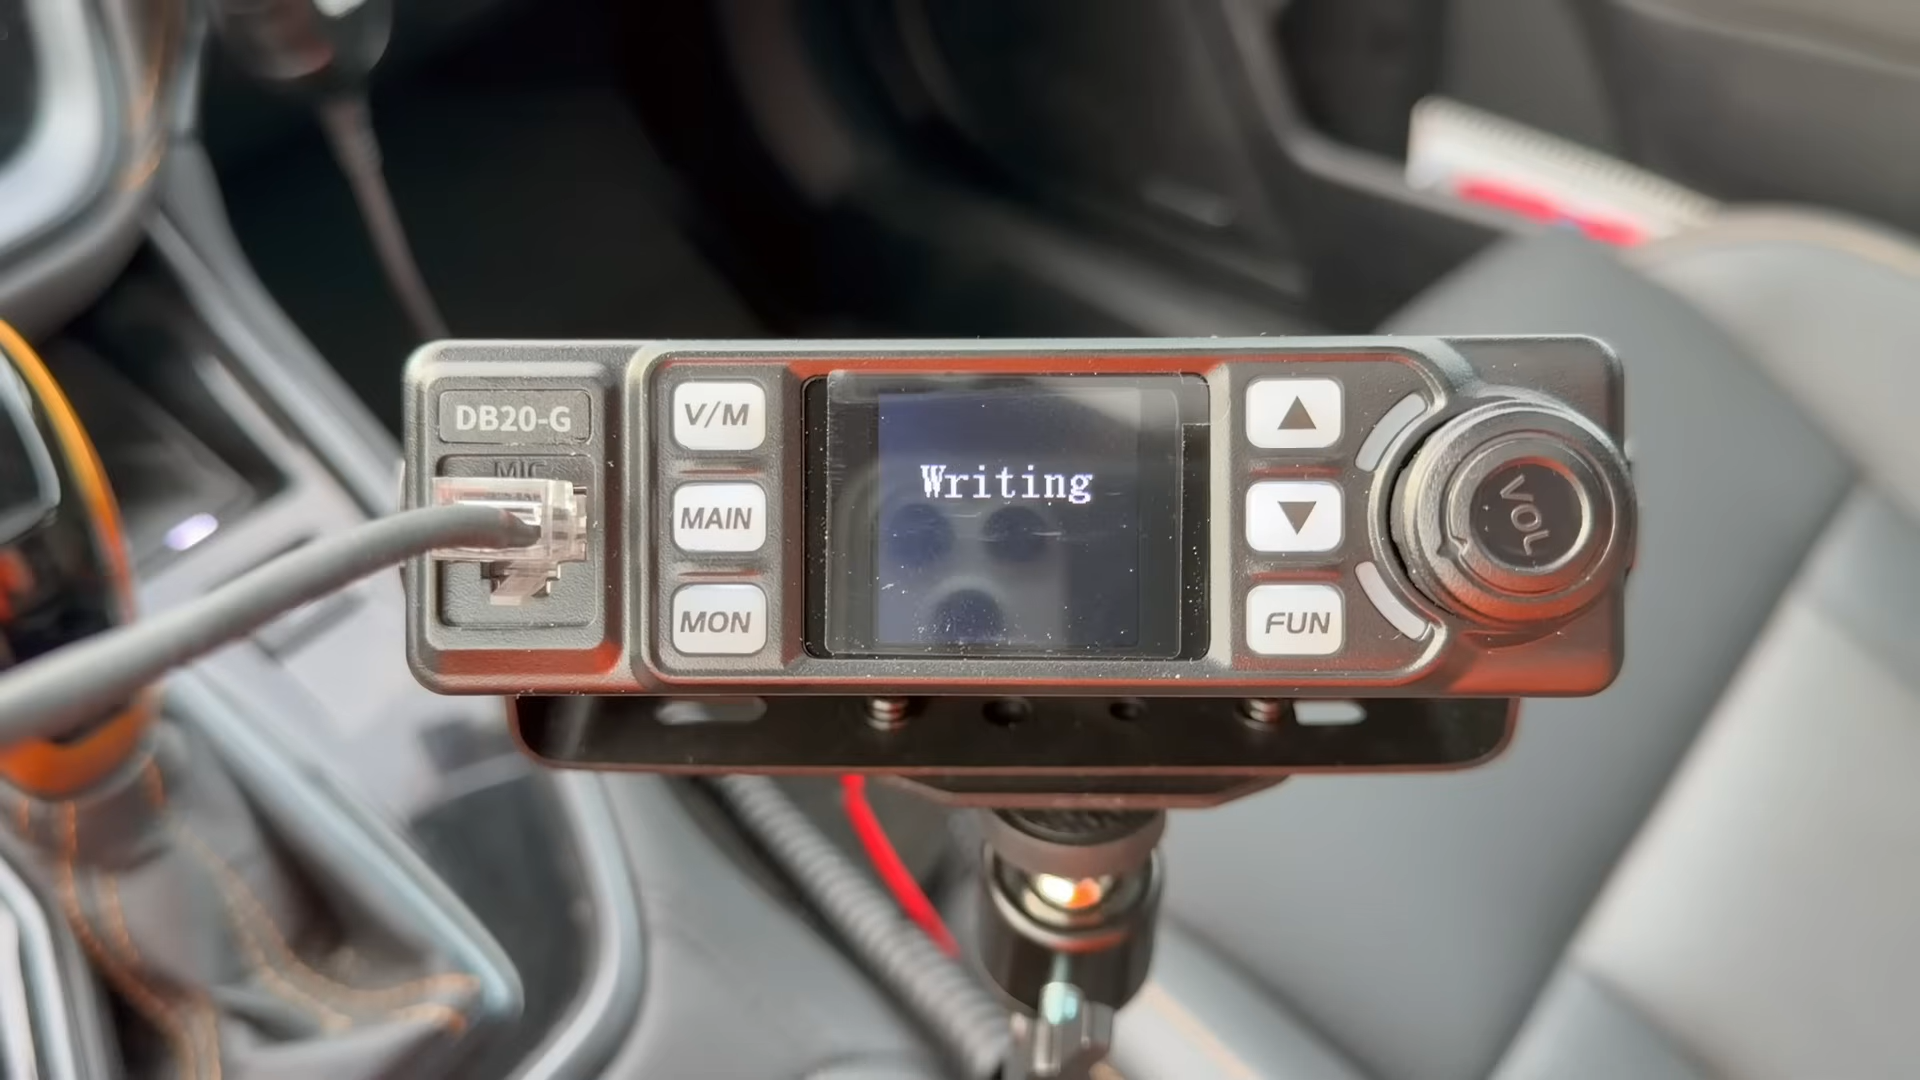 DB20-G
MIC
V/M
MAIN
MON
Writing
▲
▼
FUN
VOL